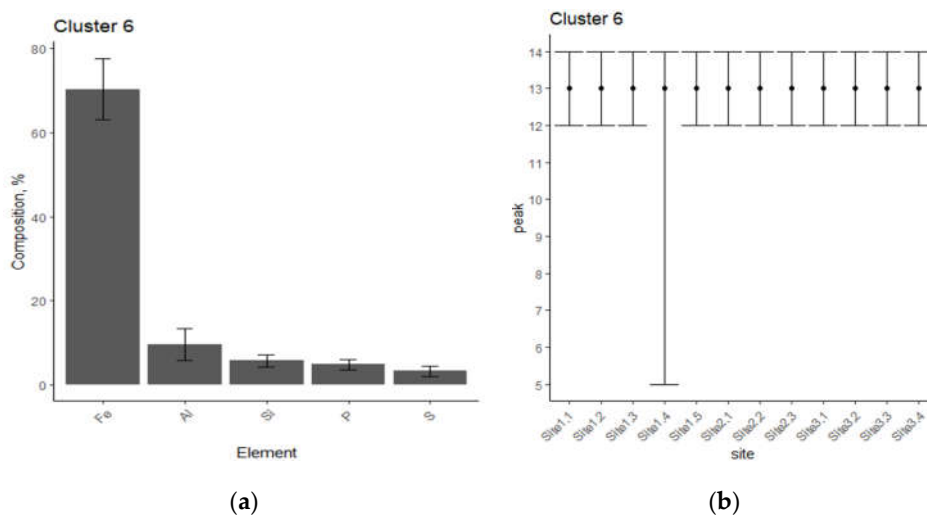 Cluster 6
Composition, %
80
60
40
20
0
Fe Al Si P S
Element
(a)
Cluster 6
peak
14
13
12
11
10
9
8
7
6
5
Site1.1 Site1.2 Site1.3 Site1.4 Site1.5 Site2.1 Site2.2 Site2.3 Site3.1 Site3.2 Site3.3 Site3.4
site
(b)